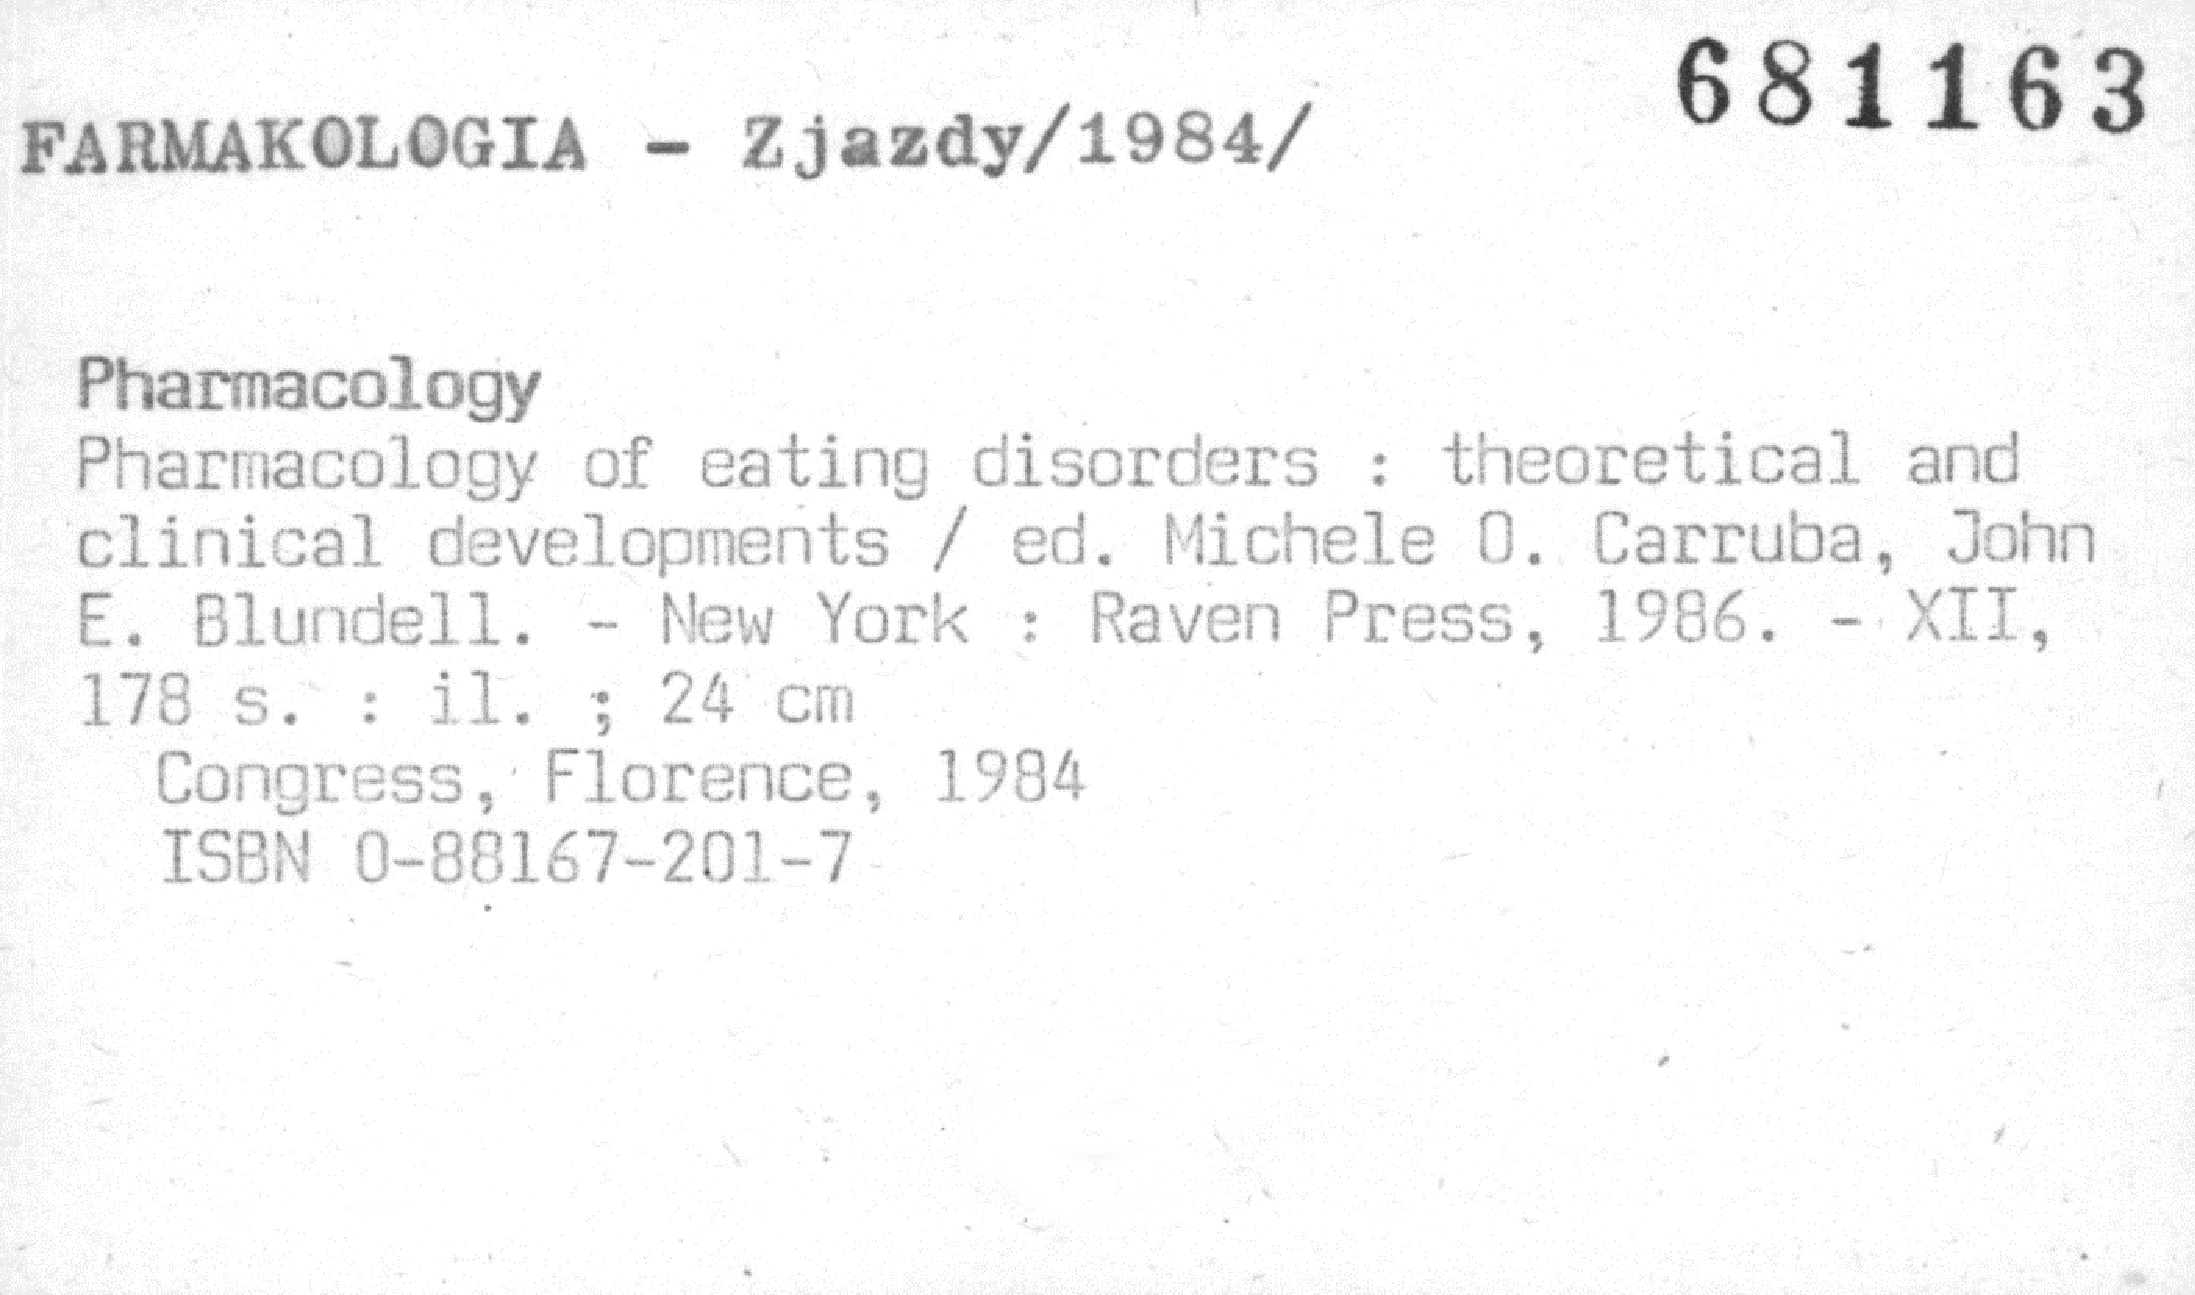 681163
FARMAKOLOGIA - Zjazdy/1984/
Pharmacology
Pharmacology of eating disorders : theoretical and
clinical developments / ed. Michele O. Carruba, John
E. Blundell. - New York : Raven Press, 1986. - XII,
178 s. : il. ; 24 cm
Congress, Florence, 1984
ISBN 0-88167-201-7